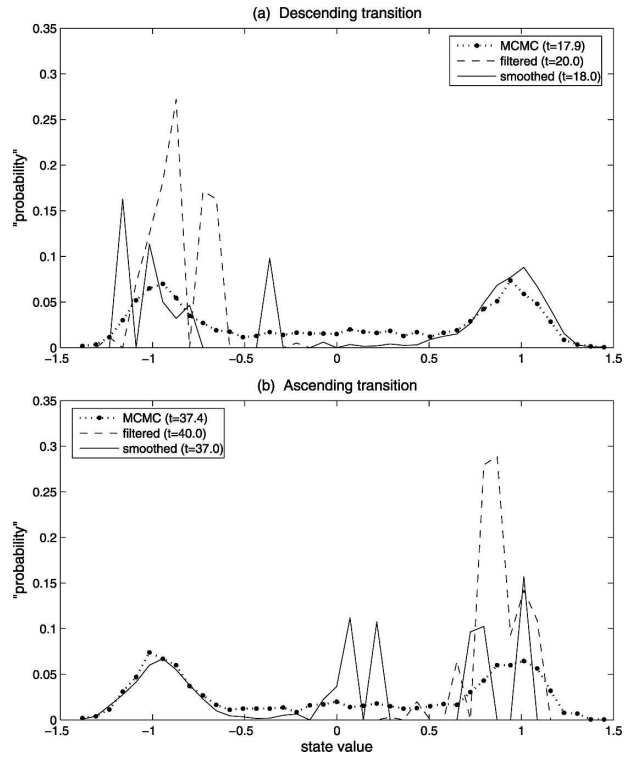 (a) Descending transition
0.35
0.3
0.25
0.2
0.15
0.1
0.05
0
"probability"
MCMC (t=17.9)
filtered (t=20.0)
smoothed (t=18.0)
−1.5 −1 −0.5 0 0.5 1 1.5
(b) Ascending transition
0.35
0.3
0.25
0.2
0.15
0.1
0.05
0
"probability"
MCMC (t=37.4)
filtered (t=40.0)
smoothed (t=37.0)
−1.5 −1 −0.5 0 0.5 1 1.5
state value